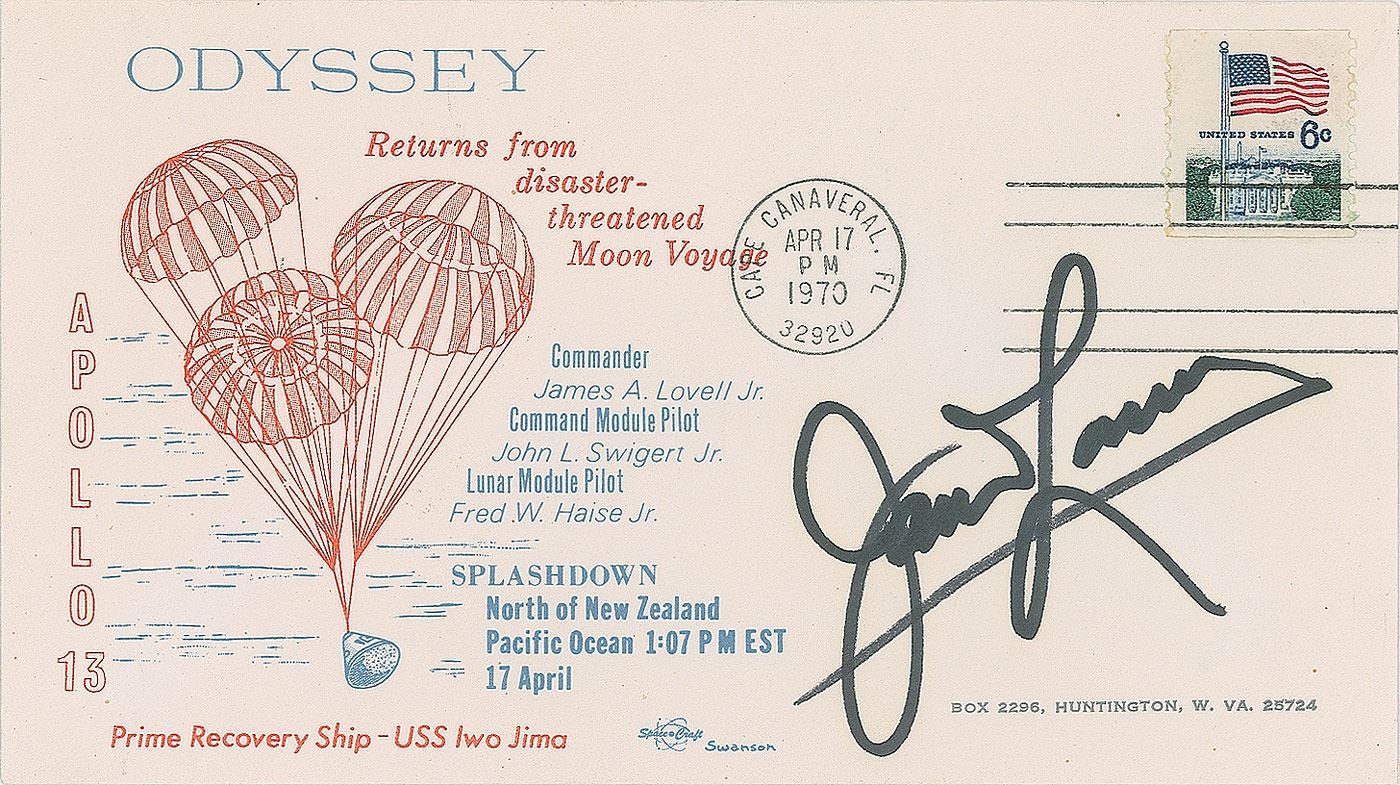 ODYSSEY
Returns from
disaster-
threatened
Moon Voyage
APOLLO
13
Commander
James A. Lovell Jr.
Command Module Pilot
John L. Swigert Jr.
Lunar Module Pilot
Fred .W. Haise Jr.
SPLASHDOWN
North of New Zealand
Pacific Ocean 1:07 PM EST
17 April
Prime Recovery Ship - USS Iwo Jima
Space Craft
Swanson
CAPE CANAVERAL, FL
APR 17
PM
1970
32920
UNITED STATES 6c
James Lovell
BOX 2296, HUNTINGTON, W. VA. 25724